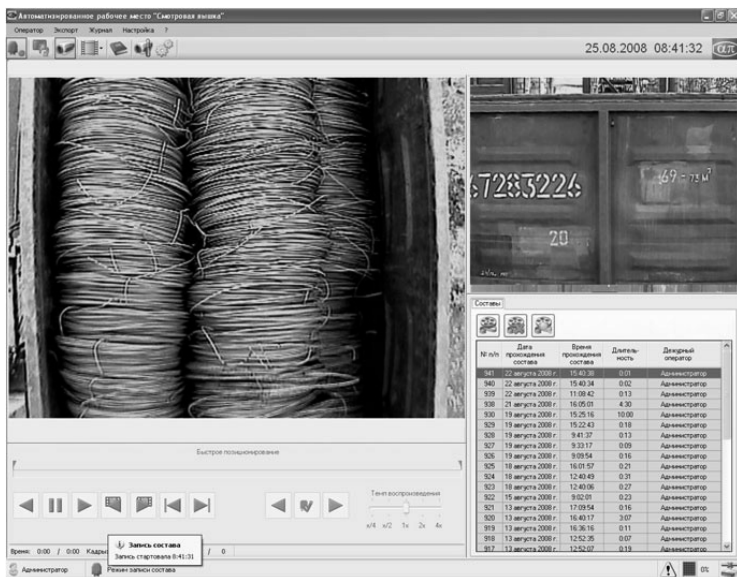 Автоматизированное рабочее место "Смотровая вышка"
Оператор Экспорт Журнал Настройка ?
25.08.2008 08:41:32
67283226
69 - 73 М³
20
Составы
№ п/п Дата прохождения состава Время прохождения состава Длитель-ность Дежурный оператор
941 22 августа 2008 г. 15:40:38 0:01 Администратор
940 22 августа 2008 г. 15:40:34 0:02 Администратор
939 22 августа 2008 г. 11:08:42 0:13 Администратор
938 21 августа 2008 г. 16:05:01 4:30 Администратор
930 19 августа 2008 г. 15:25:16 10:00 Администратор
929 19 августа 2008 г. 15:22:43 0:18 Администратор
928 19 августа 2008 г. 9:41:37 0:13 Администратор
927 19 августа 2008 г. 9:33:17 0:09 Администратор
926 19 августа 2008 г. 9:09:54 0:16 Администратор
925 18 августа 2008 г. 16:01:57 0:21 Администратор
924 18 августа 2008 г. 12:40:49 0:31 Администратор
923 18 августа 2008 г. 12:40:06 0:27 Администратор
922 15 августа 2008 г. 9:02:01 0:23 Администратор
921 13 августа 2008 г. 17:09:54 0:16 Администратор
920 13 августа 2008 г. 16:40:17 3:07 Администратор
919 13 августа 2008 г. 16:36:16 0:11 Администратор
918 13 августа 2008 г. 12:52:35 0:07 Администратор
917 13 августа 2008 г. 12:52:07 0:19 Администратор
Быстрое позиционирование
Темп воспроизведения
x/4 x/2 1x 2x 4x
Запись состава
Запись стартовала 8:41:31
Время: 0:00 / 0:00 Кадры / 0
Администратор Режим записи состава 0%